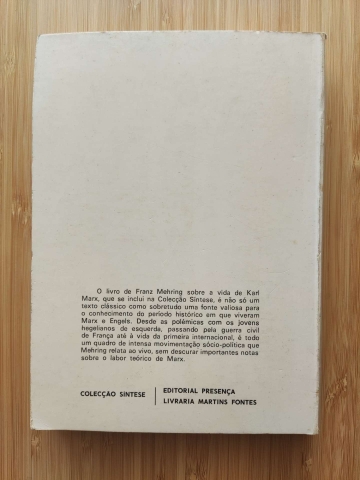 O livro de Franz Mehring sobre a vida de Karl
Marx, que se inclui na Colecção Síntese, é não só um
texto clássico como sobretudo uma fonte valiosa para
o conhecimento do período histórico em que viveram
Marx e Engels. Desde as polémicas com os jovens
hegelianos de esquerda, passando pela guerra civil
de França até à vida da primeira internacional, é todo
um quadro de intensa movimentação sócio-política que
Mehring relata ao vivo, sem descurar importantes notas
sobre o labor teórico de Marx.
COLECÇÃO SÍNTESE
EDITORIAL PRESENÇA
LIVRARIA MARTINS FONTES